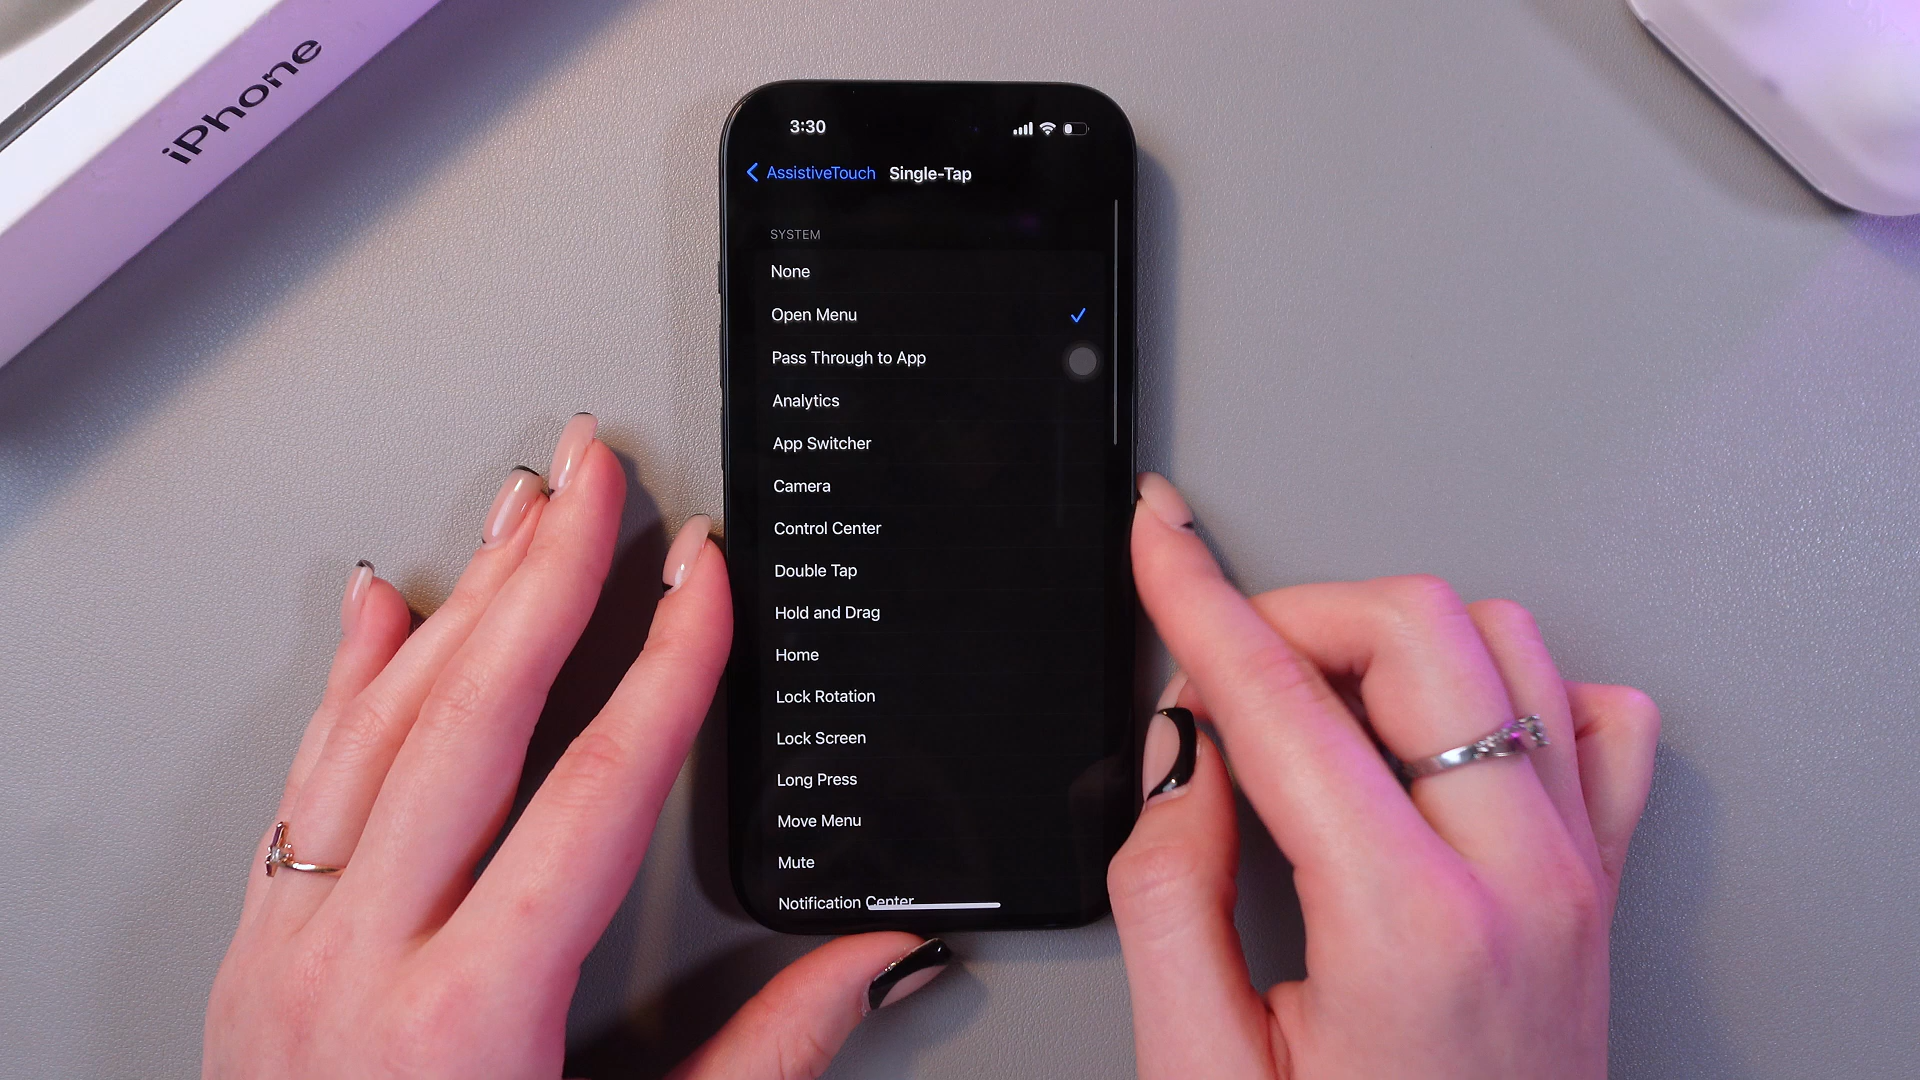 iPhone
3:30
AssistiveTouch Single-Tap
SYSTEM
None
Open Menu
Pass Through to App
Analytics
App Switcher
Camera
Control Center
Double Tap
Hold and Drag
Home
Lock Rotation
Lock Screen
Long Press
Move Menu
Mute
Notification Center